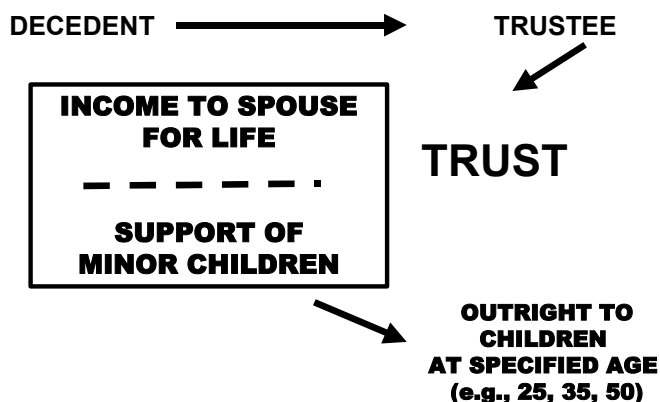 DECEDENT
TRUSTEE
INCOME TO SPOUSE
FOR LIFE
TRUST
SUPPORT OF
MINOR CHILDREN
OUTRIGHT TO
CHILDREN
AT SPECIFIED AGE
(e.g., 25, 35, 50)